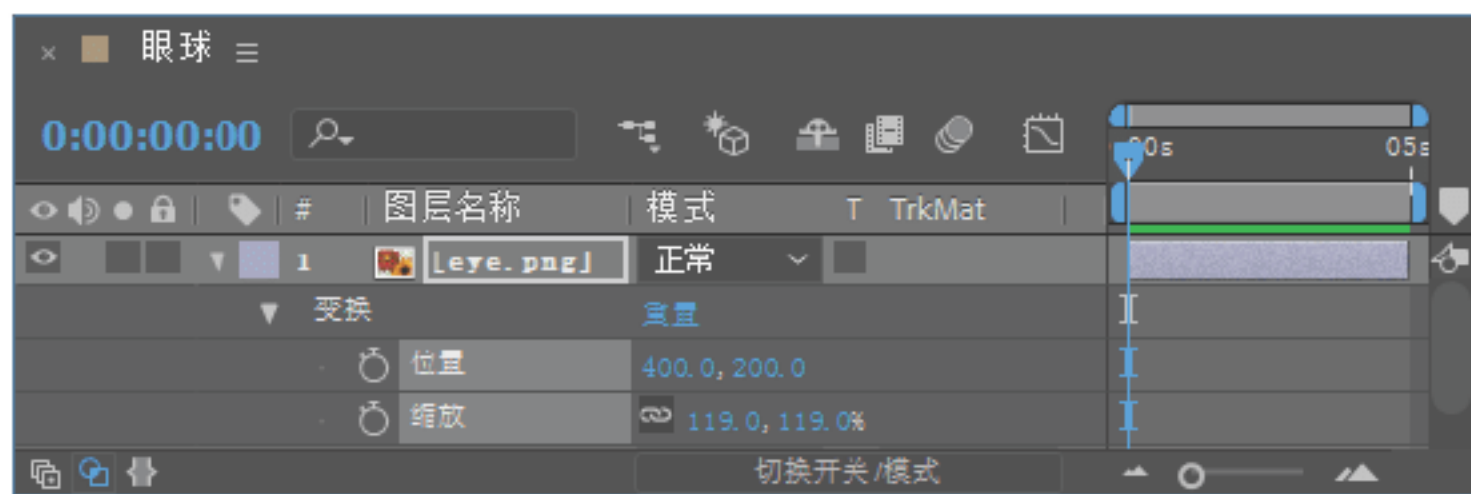 眼球
0:00:00:00
00s 05s
# 图层名称 模式 T TrkMat
1 [eye.png] 正常
变换 重置
位置 400.0,200.0
缩放 119.0,119.0%
切换开关/模式